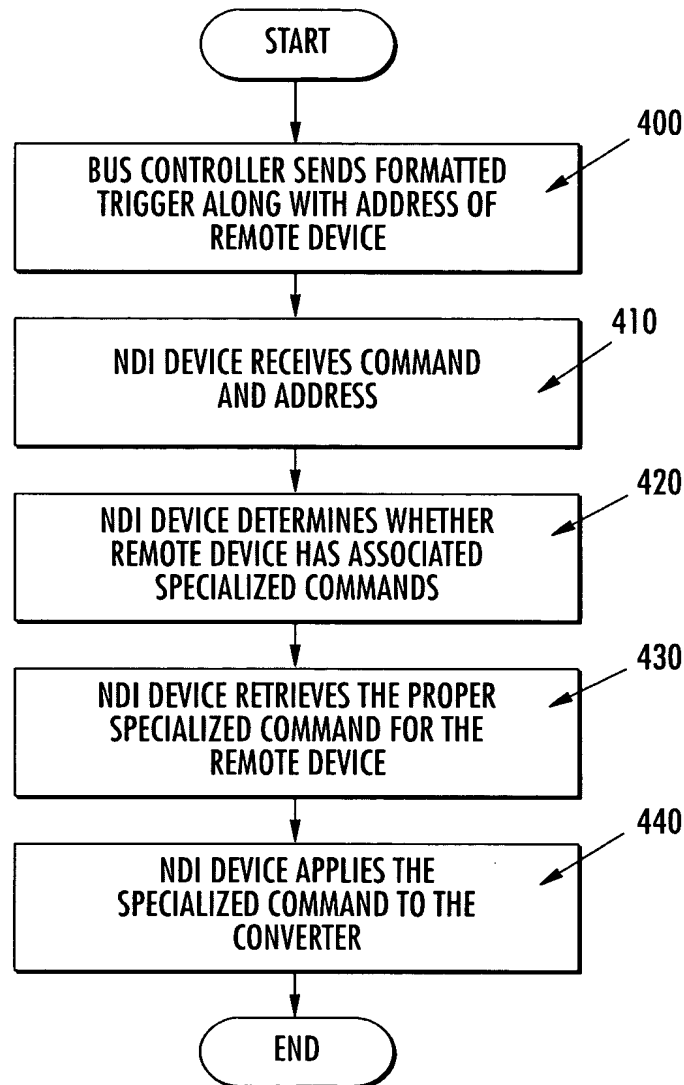 START
400
BUS CONTROLLER SENDS FORMATTED
TRIGGER ALONG WITH ADDRESS OF
REMOTE DEVICE
410
NDI DEVICE RECEIVES COMMAND
AND ADDRESS
420
NDI DEVICE DETERMINES WHETHER
REMOTE DEVICE HAS ASSOCIATED
SPECIALIZED COMMANDS
430
NDI DEVICE RETRIEVES THE PROPER
SPECIALIZED COMMAND FOR THE
REMOTE DEVICE
440
NDI DEVICE APPLIES THE
SPECIALIZED COMMAND TO THE
CONVERTER
END